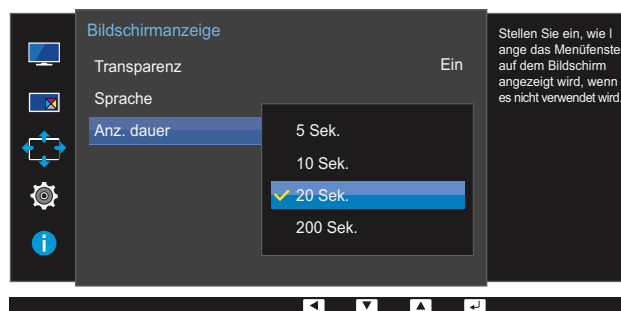 Bildschirmanzeige
Transparenz Ein
Sprache
Anz. dauer
5 Sek.
10 Sek.
20 Sek.
200 Sek.
Stellen Sie ein, wie l
ange das Menüfenste
auf dem Bildschirm
angezeigt wird, wenn
es nicht verwendet wird.